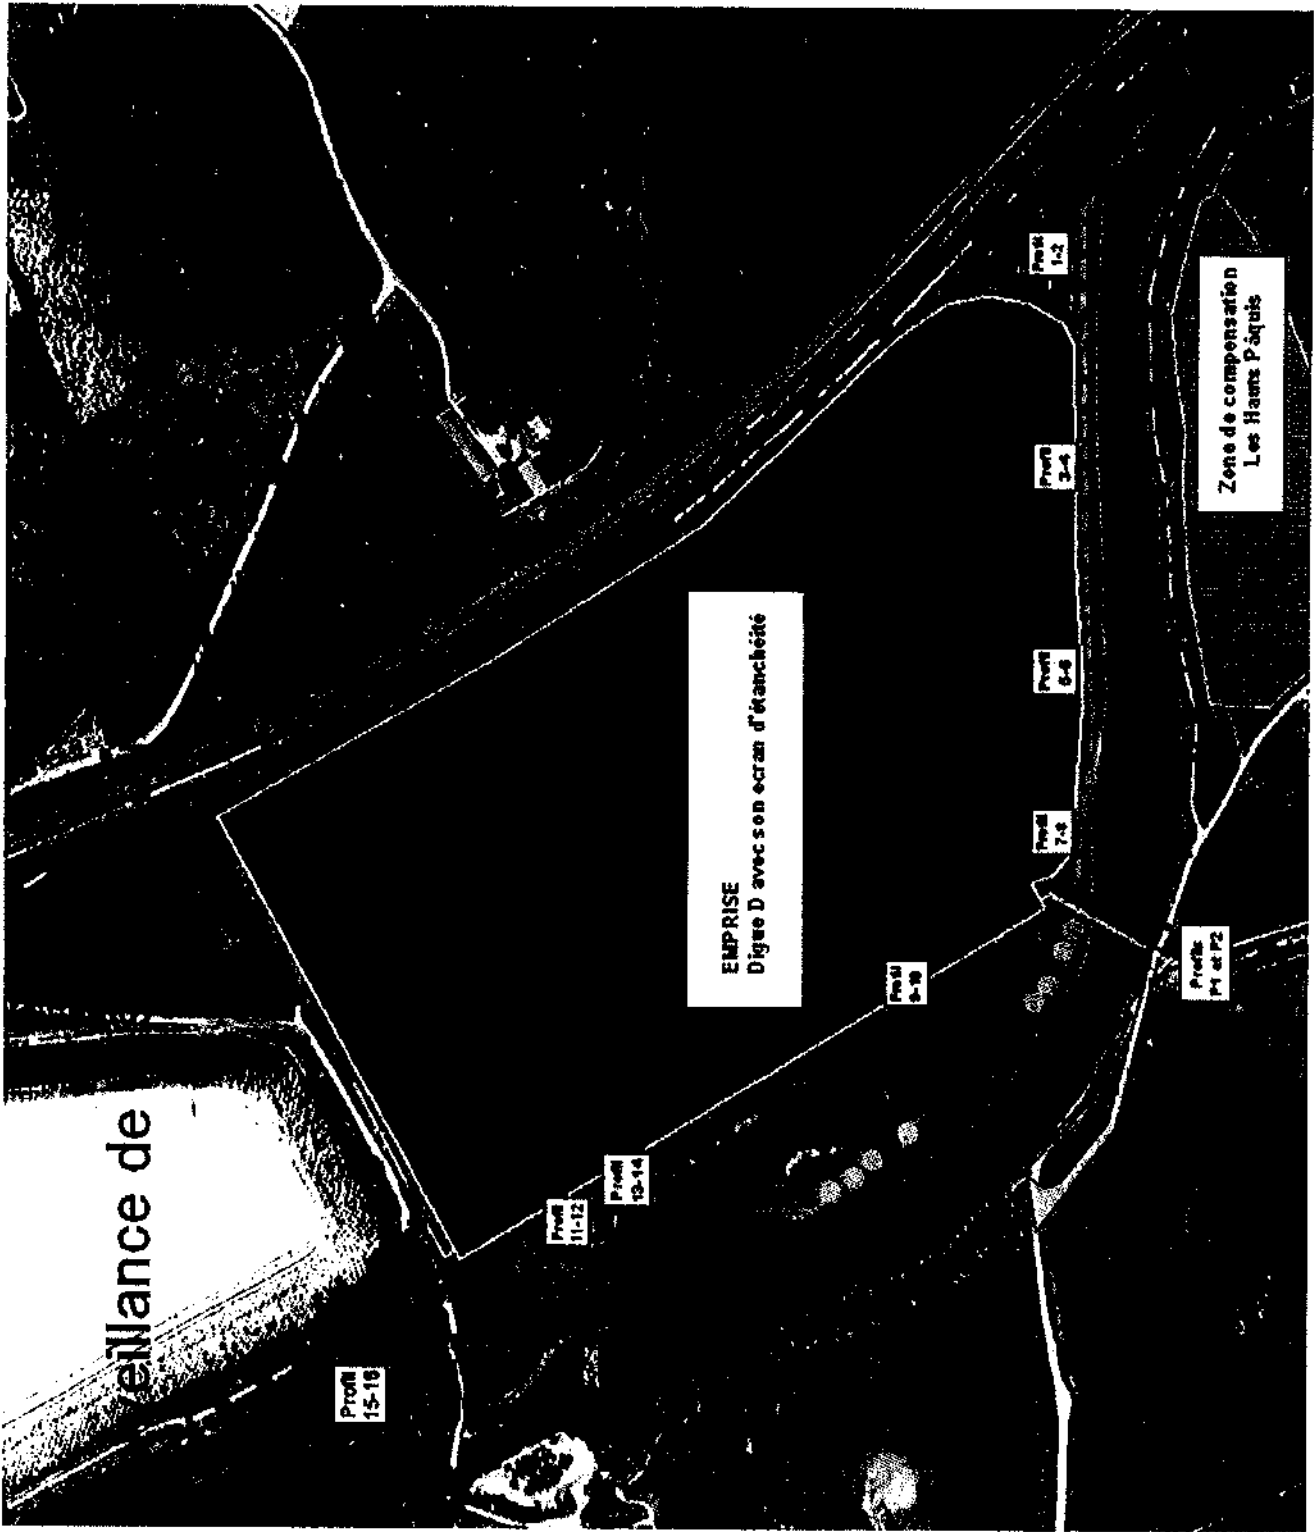 eillance de
Profil
15-16
Profil
11-12
Profil
13-14
EMPRISE
Digue D avec son ecran d'étanchéité
Profil
9-10
Profil
7-8
Profil
5-6
Profil
3-4
Profil
1-2
Profils
P1 et P2
Zone de compensation
Les Hauts Pâquis